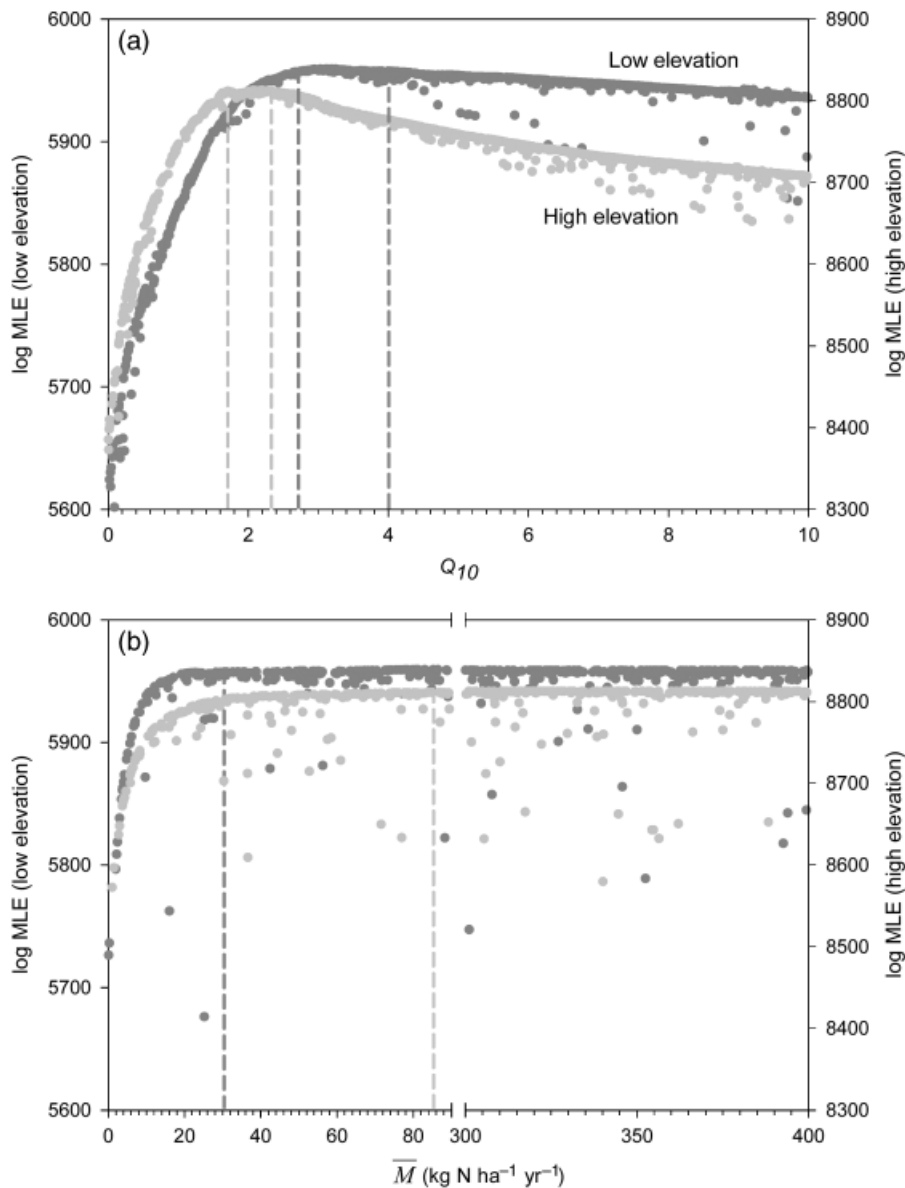 (a)
Low elevation
High elevation
log MLE (low elevation)
6000
5900
5800
5700
5600
log MLE (high elevation)
8900
8800
8700
8600
8500
8400
8300
0 2 4 6 8 10
Q10
(b)
log MLE (low elevation)
6000
5900
5800
5700
5600
log MLE (high elevation)
8900
8800
8700
8600
8500
8400
8300
0 20 40 60 80 300 350 400
M̅ (kg N ha⁻¹ yr⁻¹)